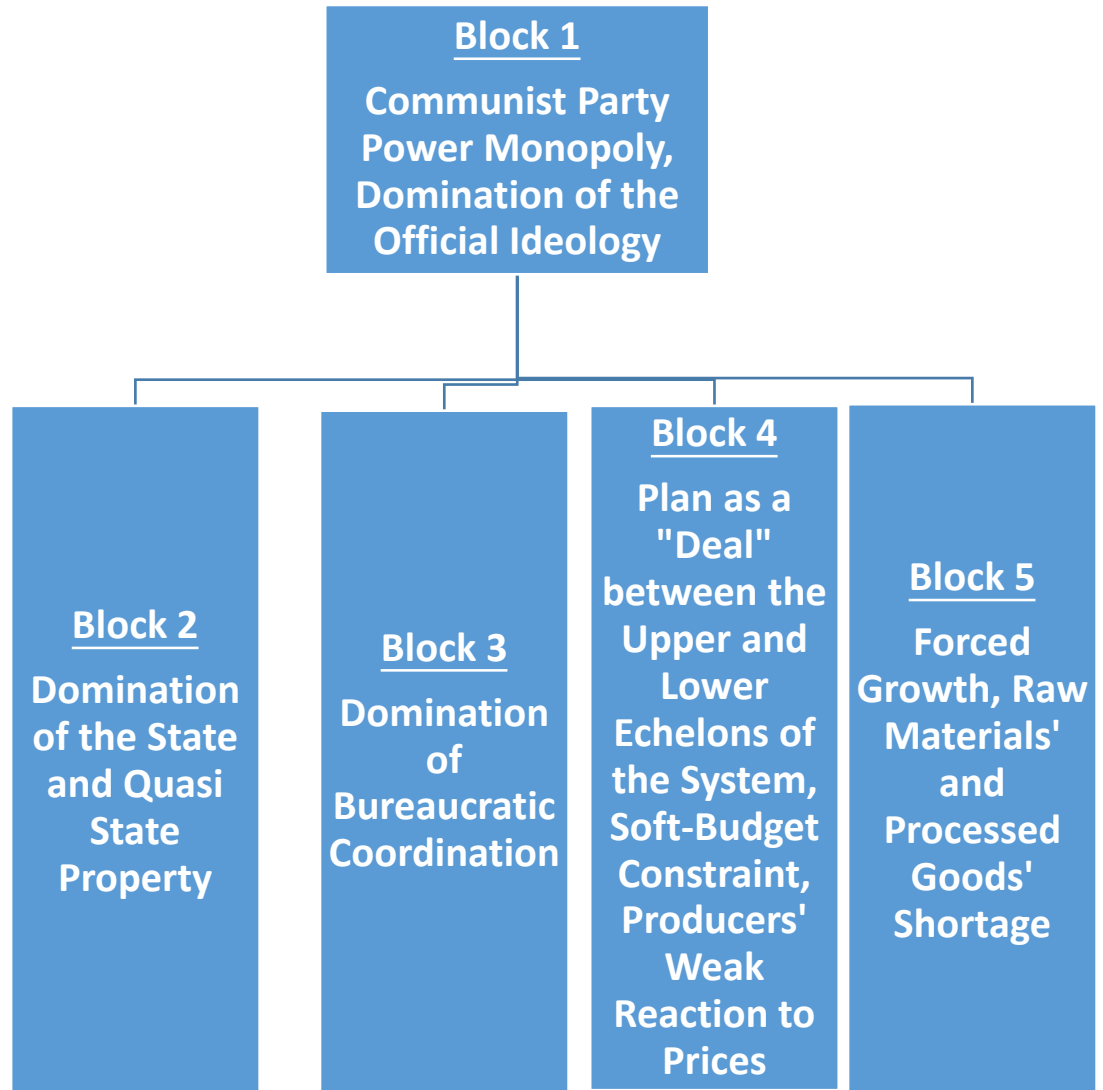 Block 1
Communist Party
Power Monopoly,
Domination of the
Official Ideology
Block 2
Domination
of the State
and Quasi
State
Property
Block 3
Domination
of
Bureaucratic
Coordination
Block 4
Plan as a
"Deal"
between the
Upper and
Lower
Echelons of
the System,
Soft-Budget
Constraint,
Producers'
Weak
Reaction to
Prices
Block 5
Forced
Growth, Raw
Materials'
and
Processed
Goods'
Shortage